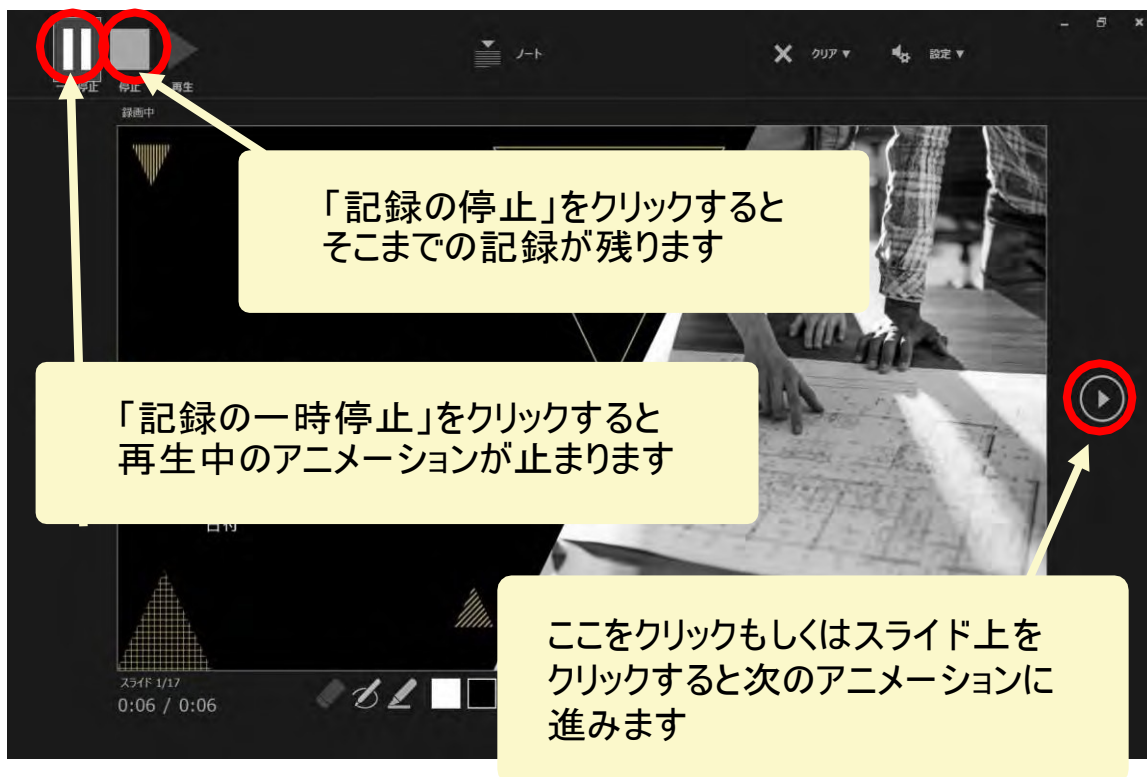 ノート
クリア ▼
設定 ▼
停止
停止
再生
録画中
「記録の停止」をクリックすると
そこまでの記録が残ります
「記録の一時停止」をクリックすると
再生中のアニメーションが止まります
日付
ここをクリックもしくはスライド上を
クリックすると次のアニメーションに
進みます
スライド 1/17
0:06 / 0:06